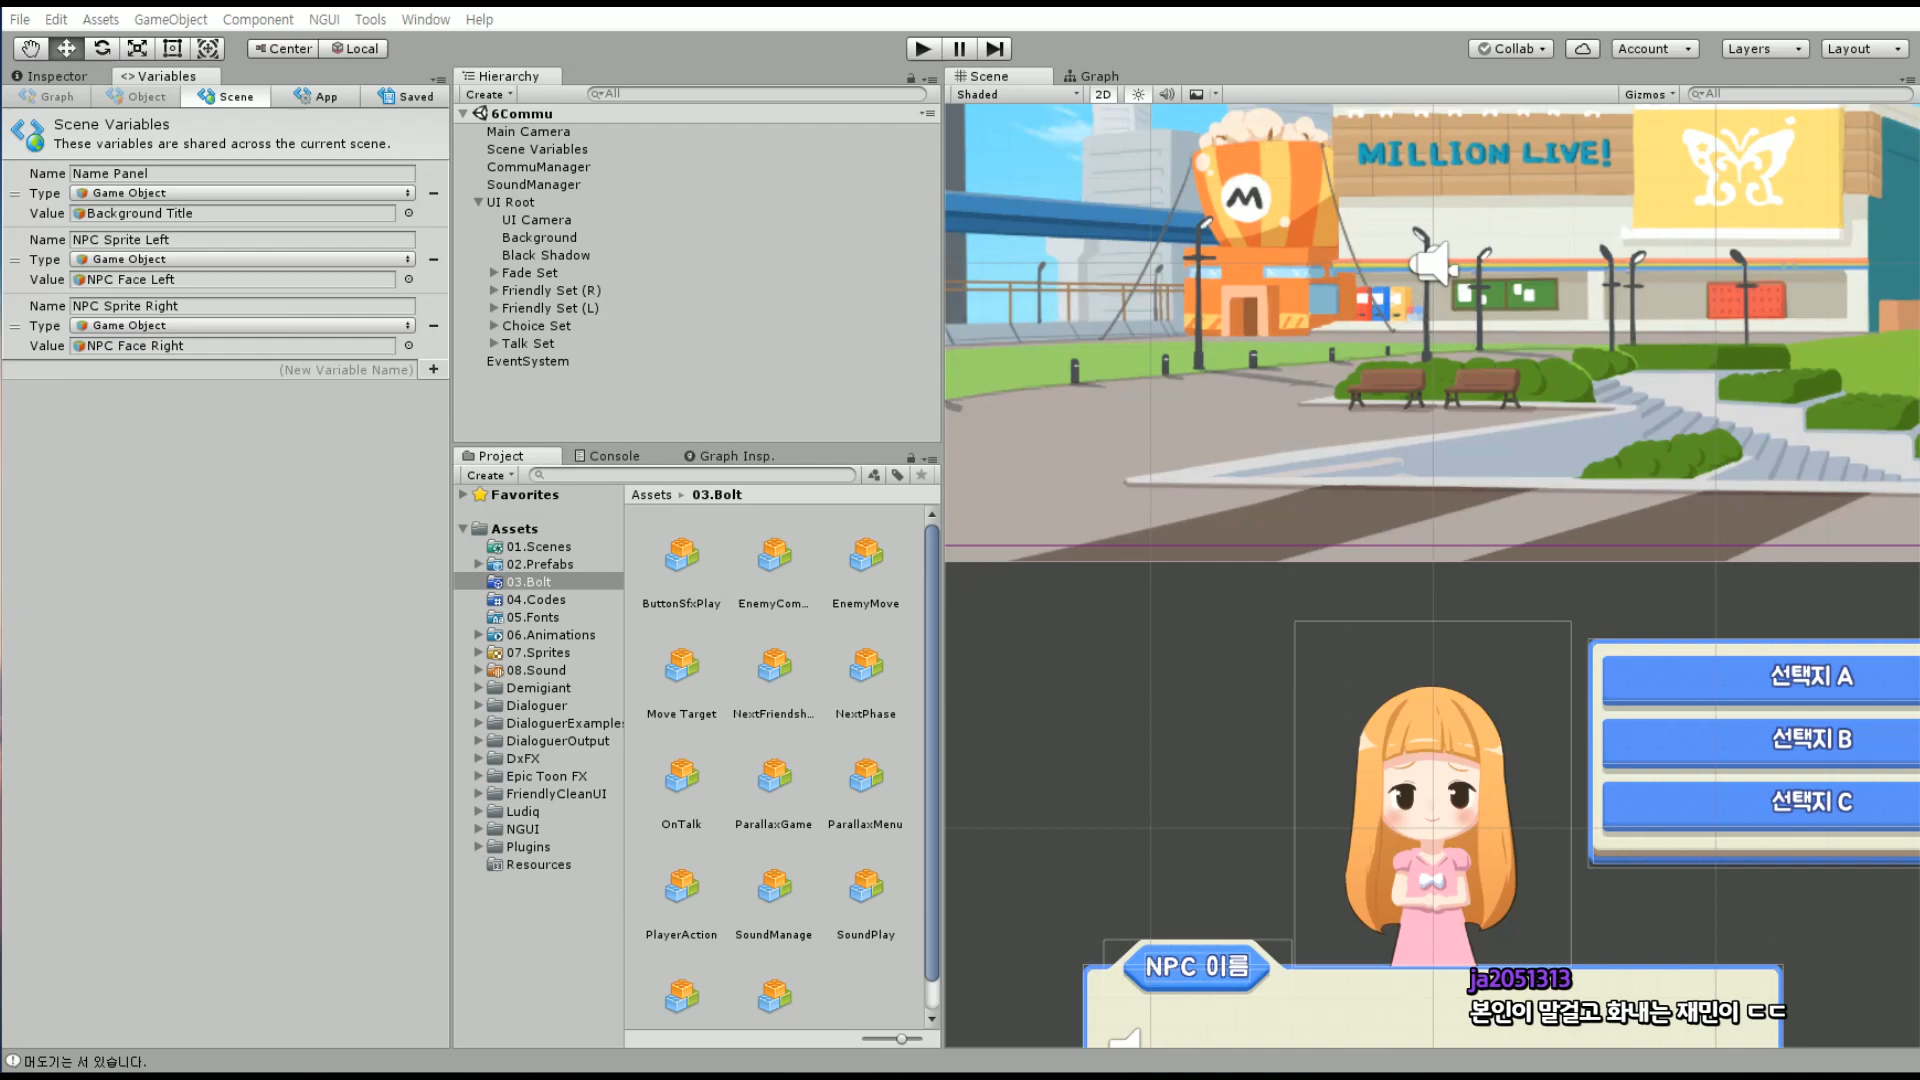 File Edit Assets GameObject Component NGUI Tools Window Help
Center Local
Collab Account Layers Layout
Inspector <> Variables
Graph Object Scene App Saved
Scene Variables
These variables are shared across the current scene.
Name Name Panel
Type Game Object
Value Background Title
Name NPC Sprite Left
Type Game Object
Value NPC Face Left
Name NPC Sprite Right
Type Game Object
Value NPC Face Right
(New Variable Name) +
Hierarchy
Create All
6Commu
Main Camera
Scene Variables
CommuManager
SoundManager
UI Root
UI Camera
Background
Black Shadow
Fade Set
Friendly Set (R)
Friendly Set (L)
Choice Set
Talk Set
EventSystem
Project Console Graph Insp.
Create
Favorites
Assets
01.Scenes
02.Prefabs
03.Bolt
04.Codes
05.Fonts
06.Animations
07.Sprites
08.Sound
Demigiant
Dialoguer
DialoguerExamples
DialoguerOutput
DxFX
Epic Toon FX
FriendlyCleanUI
Ludiq
NGUI
Plugins
Resources
Assets 03.Bolt
ButtonSfxPlay EnemyCom... EnemyMove
Move Target NextFriendsh... NextPhase
OnTalk ParallaxGame ParallaxMenu
PlayerAction SoundManage SoundPlay
Scene Graph
Shaded 2D Gizmos All
MILLION LIVE!
M
선택지 A
선택지 B
선택지 C
NPC 이름
ja2051313
본인이 말걸고 화내는 재민이 ㄷㄷ
머도기는 서 있습니다.